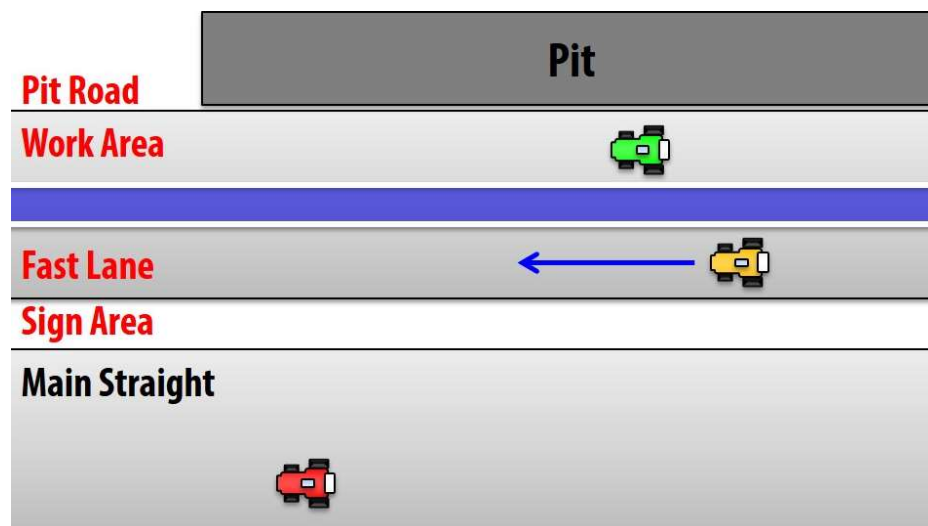 Pit
Pit Road
Work Area
Fast Lane
Sign Area
Main Straight